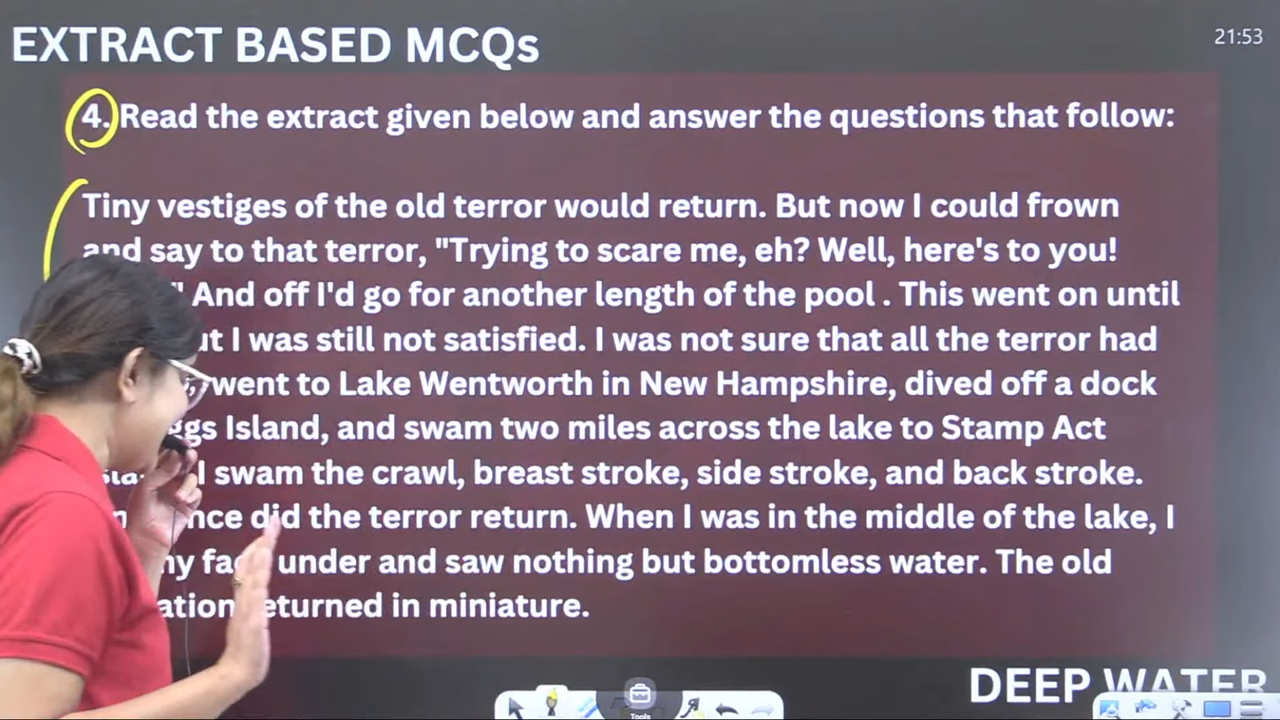 EXTRACT BASED MCQs
21:53
4. Read the extract given below and answer the questions that follow:
Tiny vestiges of the old terror would return. But now I could frown
and say to that terror, "Trying to scare me, eh? Well, here's to you!
" And off I'd go for another length of the pool . This went on until
I was still not satisfied. I was not sure that all the terror had
went to Lake Wentworth in New Hampshire, dived off a dock
Island, and swam two miles across the lake to Stamp Act
I swam the crawl, breast stroke, side stroke, and back stroke.
did the terror return. When I was in the middle of the lake, I
under and saw nothing but bottomless water. The old
returned in miniature.
DEEP WATER
Tools